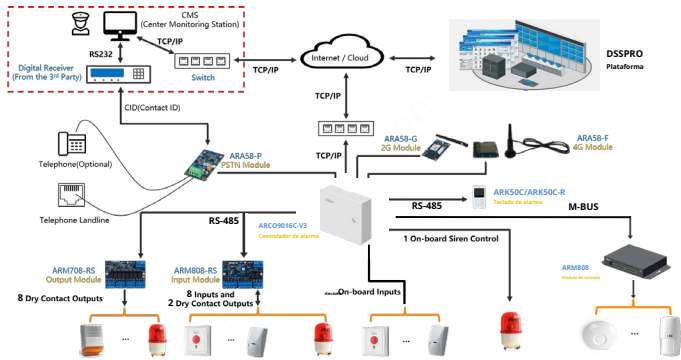 CMS
(Center Monitoring Station)
TCP/IP
RS232
Digital Receiver
(From the 3rd Party)
Switch
TCP/IP
Internet / Cloud
TCP/IP
DSSPRO
Plataforma
CID(Contact ID)
TCP/IP
Telephone(Optional)
ARA58-P
PSTN Module
TCP/IP
ARA58-G
2G Module
ARA58-F
4G Module
Telephone Landline
RS-485
ARC09016C-V3
Controlador de alarma
RS-485
ARK50C/ARK50C-R
Teclado de alarma
M-BUS
1 On-board Siren Control
ARM708-RS
Output Module
ARM808-RS
Input Module
ARM808
8 Dry Contact Outputs
8 Inputs and
2 Dry Contact Outputs
On-board Inputs
...
...
...
...